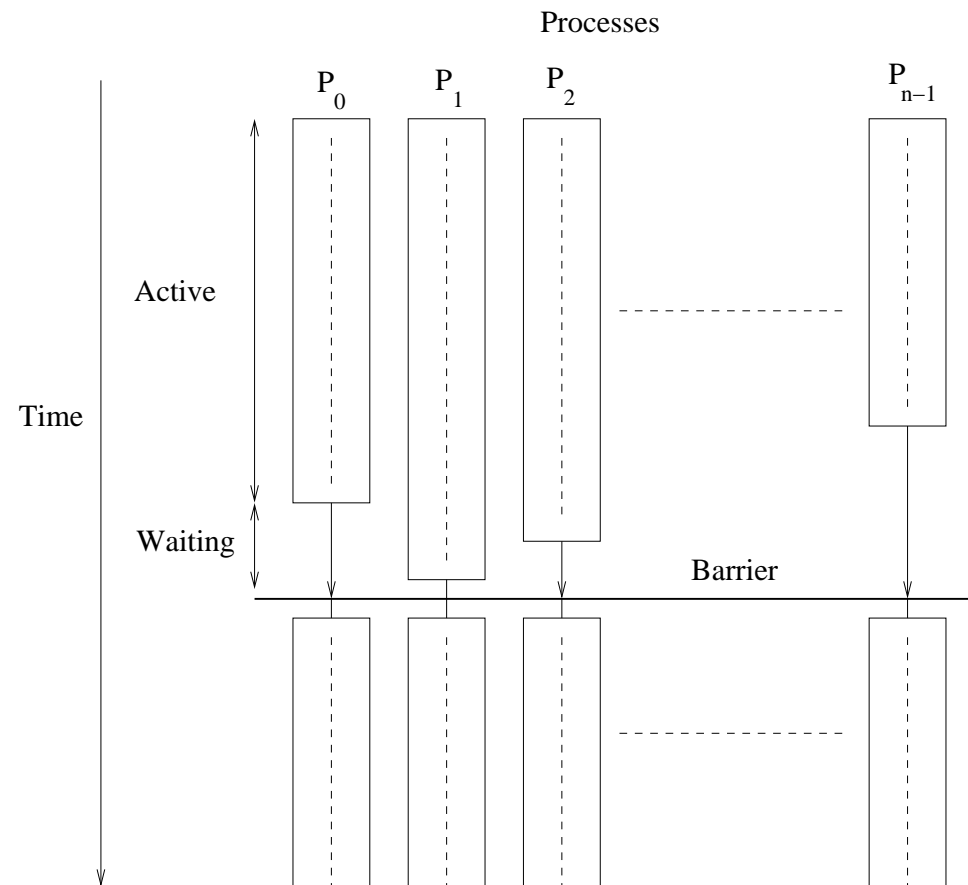 Processes
P0 P1 P2 Pn−1
Active
Time
Waiting
Barrier